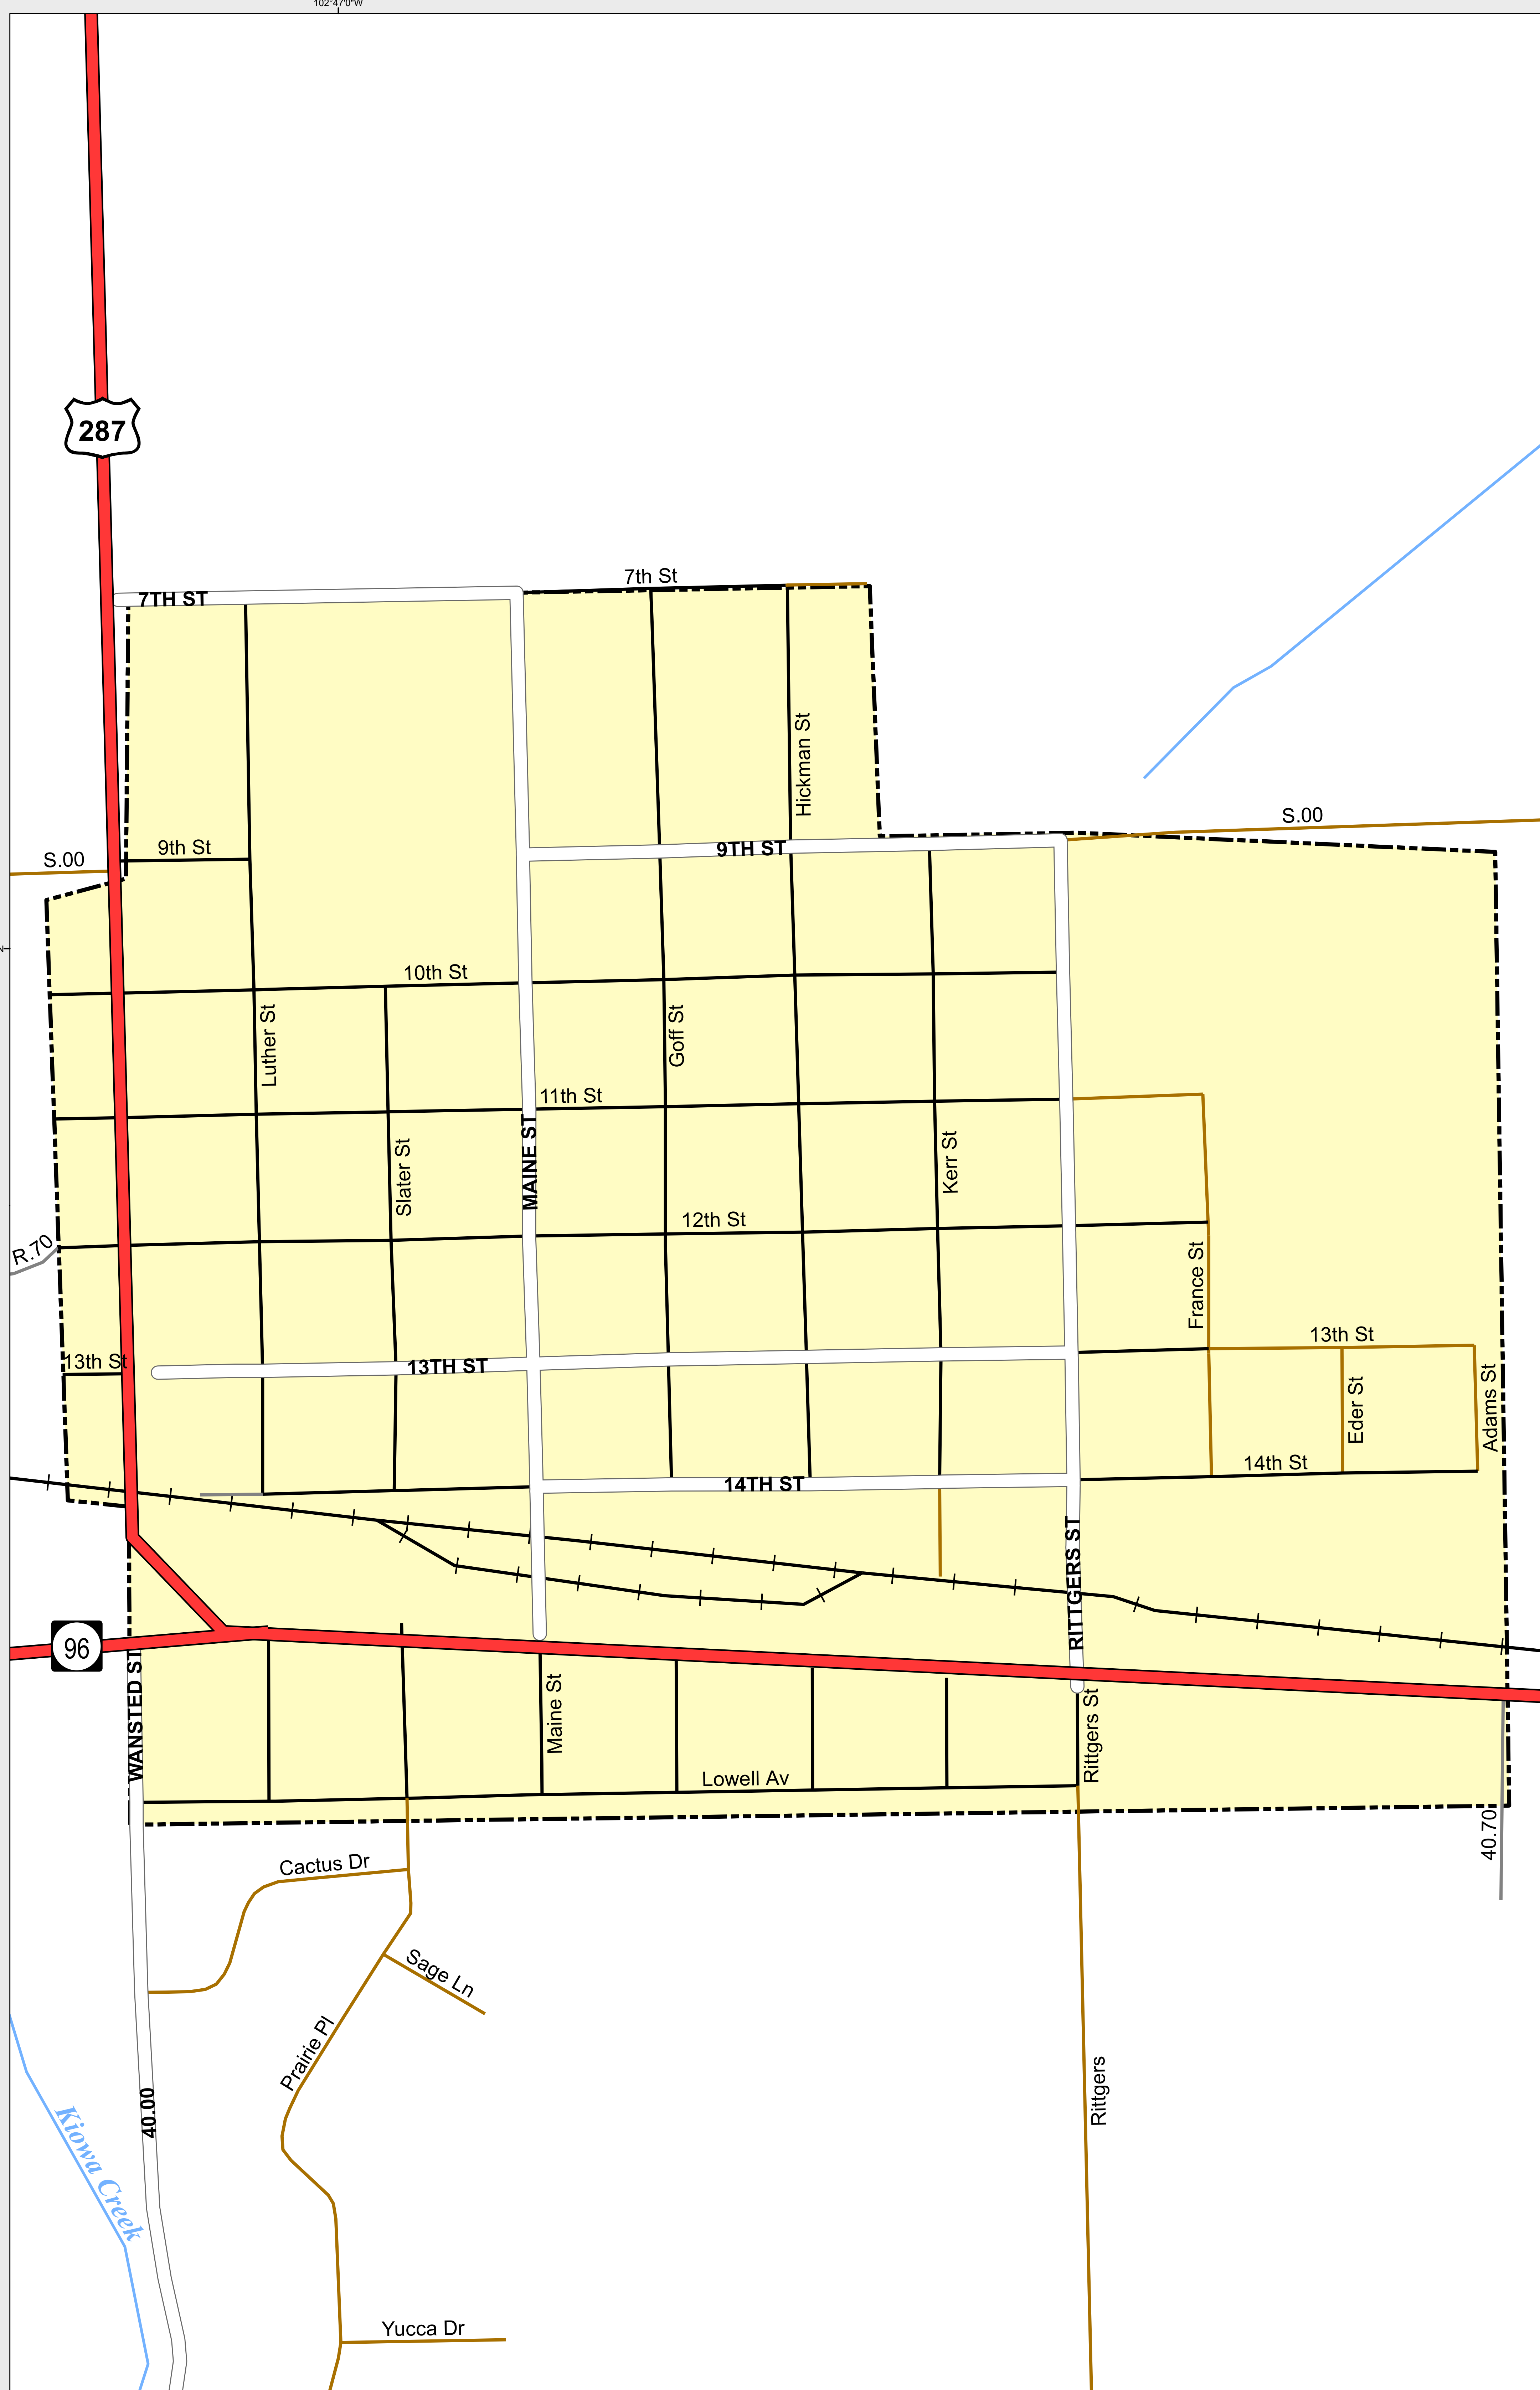 102°47'0"W
287
7th St
7TH ST
Hickman St
S.00
9th St
9TH ST
S.00
10th St
Luther St
Goff St
11th St
MAINE ST
Slater St
Kerr St
12th St
R.70
France St
13th St
13th St
13TH ST
Eder St
Adams St
14th St
14TH ST
RITTGERS ST
96
WANSTED ST
Maine St
Rittgers St
Lowell Av
40.70
Cactus Dr
Sage Ln
Prairie Pl
Rittgers
40.00
Kiowa Creek
Yucca Dr